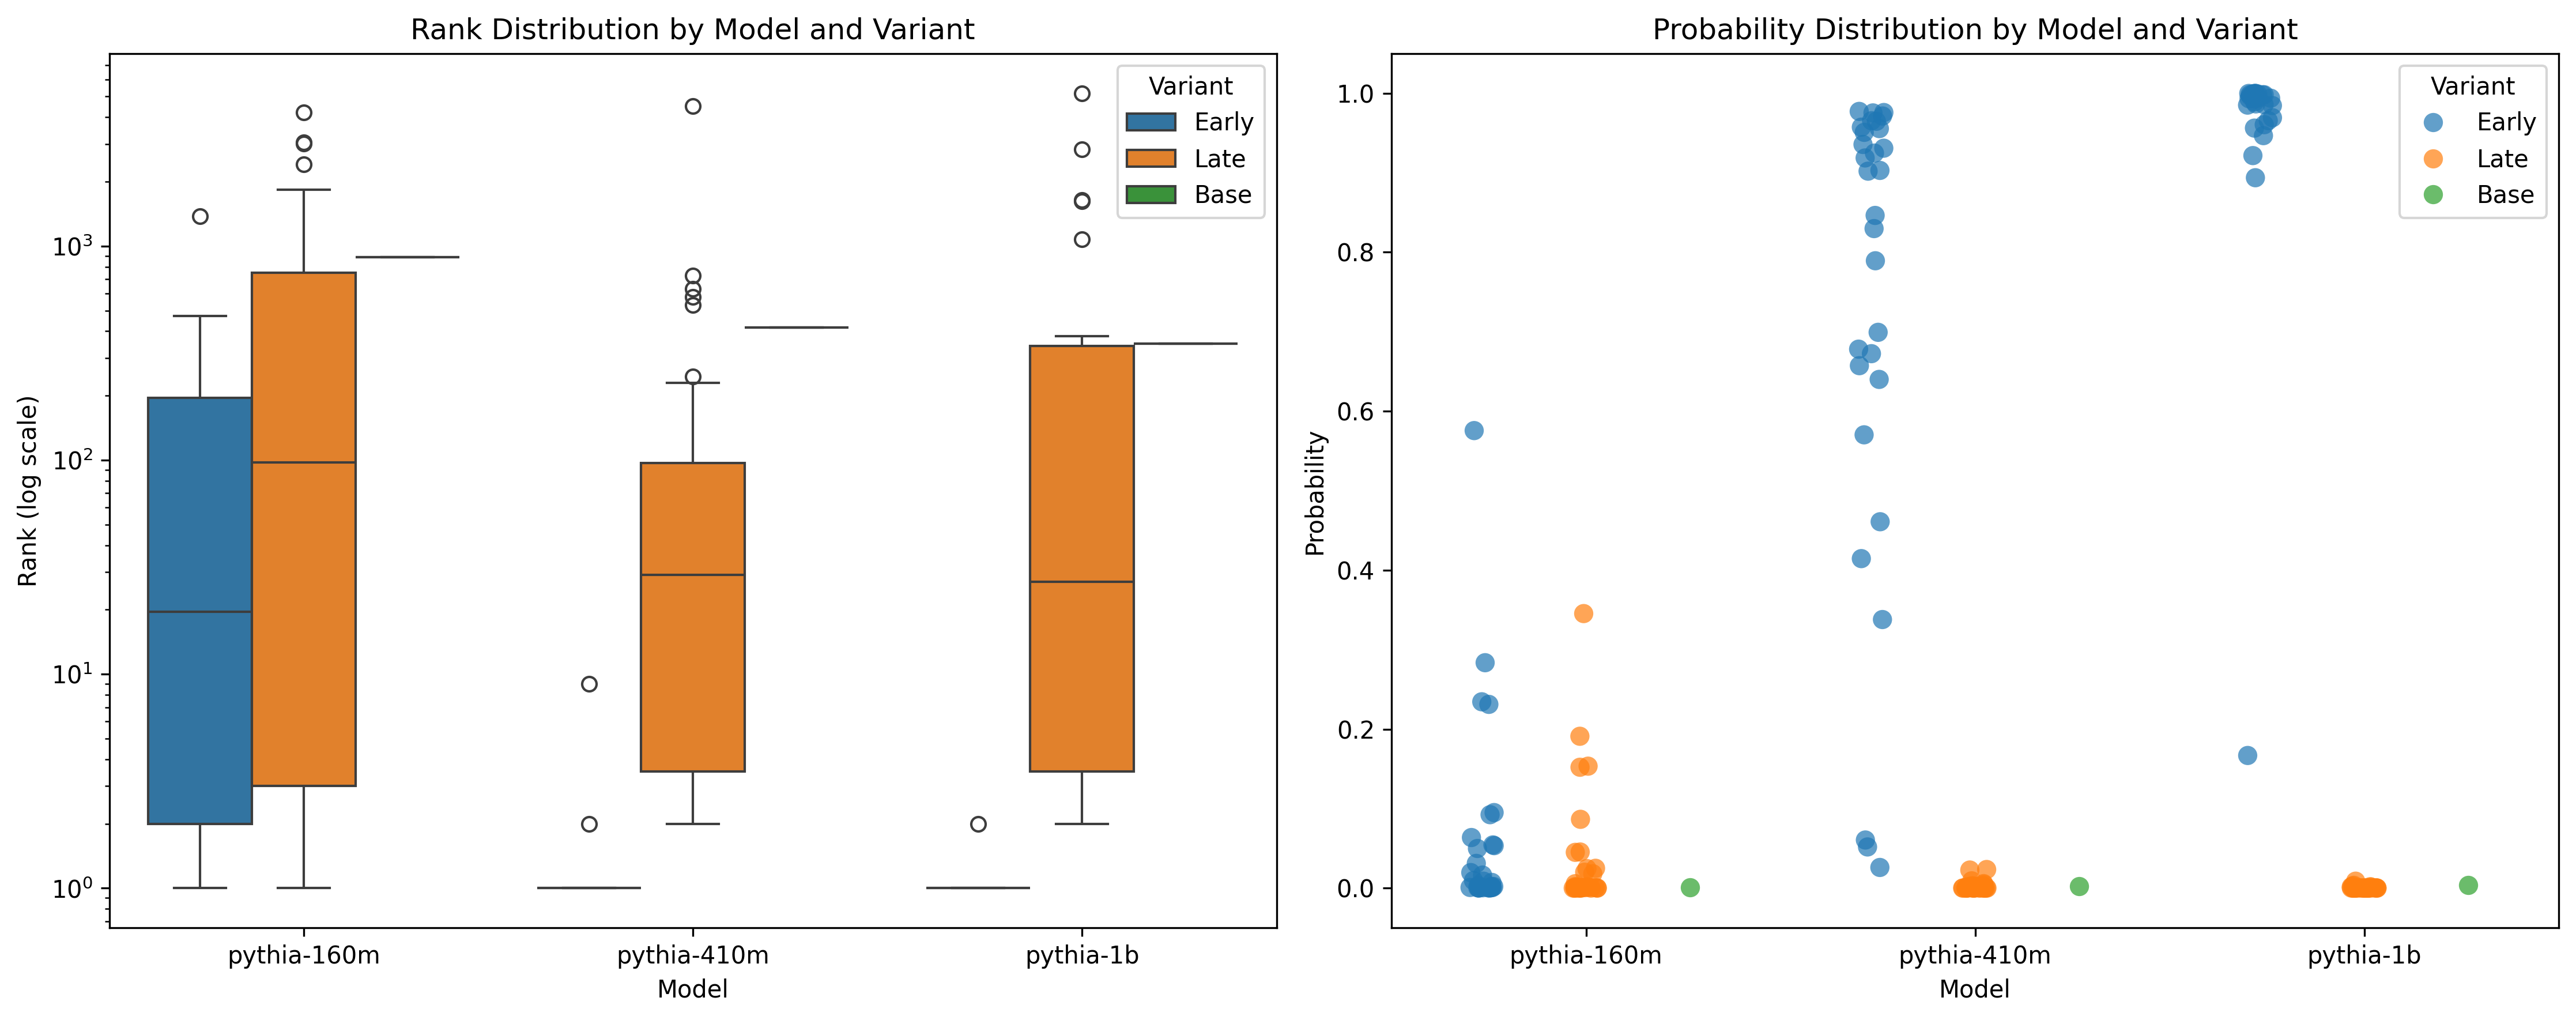 Rank Distribution by Model and Variant
Rank (log scale)
10³
10²
10¹
10⁰
pythia-160m
pythia-410m
pythia-1b
Model
Variant
Early
Late
Base
Probability Distribution by Model and Variant
Probability
1.0
0.8
0.6
0.4
0.2
0.0
pythia-160m
pythia-410m
pythia-1b
Model
Variant
Early
Late
Base